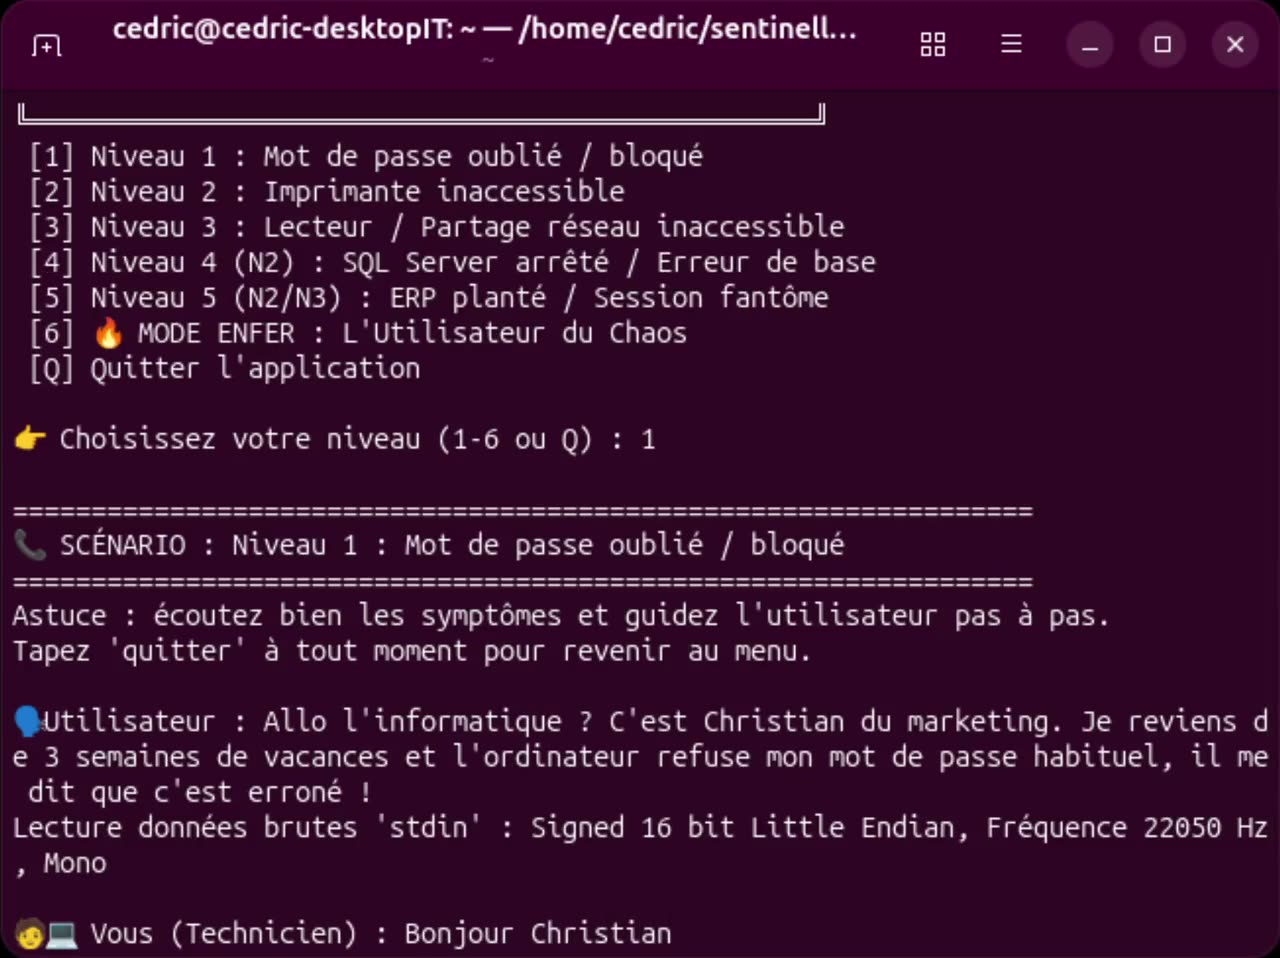 cedric@cedric-desktopIT: ~ — /home/cedric/sentinell...
~
[1] Niveau 1 : Mot de passe oublié / bloqué
[2] Niveau 2 : Imprimante inaccessible
[3] Niveau 3 : Lecteur / Partage réseau inaccessible
[4] Niveau 4 (N2) : SQL Server arrêté / Erreur de base
[5] Niveau 5 (N2/N3) : ERP planté / Session fantôme
[6] 🔥 MODE ENFER : L'Utilisateur du Chaos
[Q] Quitter l'application
👉 Choisissez votre niveau (1-6 ou Q) : 1
=================================================================
📞 SCÉNARIO : Niveau 1 : Mot de passe oublié / bloqué
=================================================================
Astuce : écoutez bien les symptômes et guidez l'utilisateur pas à pas.
Tapez 'quitter' à tout moment pour revenir au menu.
🗣️Utilisateur : Allo l'informatique ? C'est Christian du marketing. Je reviens d
e 3 semaines de vacances et l'ordinateur refuse mon mot de passe habituel, il me
dit que c'est erroné !
Lecture données brutes 'stdin' : Signed 16 bit Little Endian, Fréquence 22050 Hz
, Mono
🧑‍💻 Vous (Technicien) : Bonjour Christian